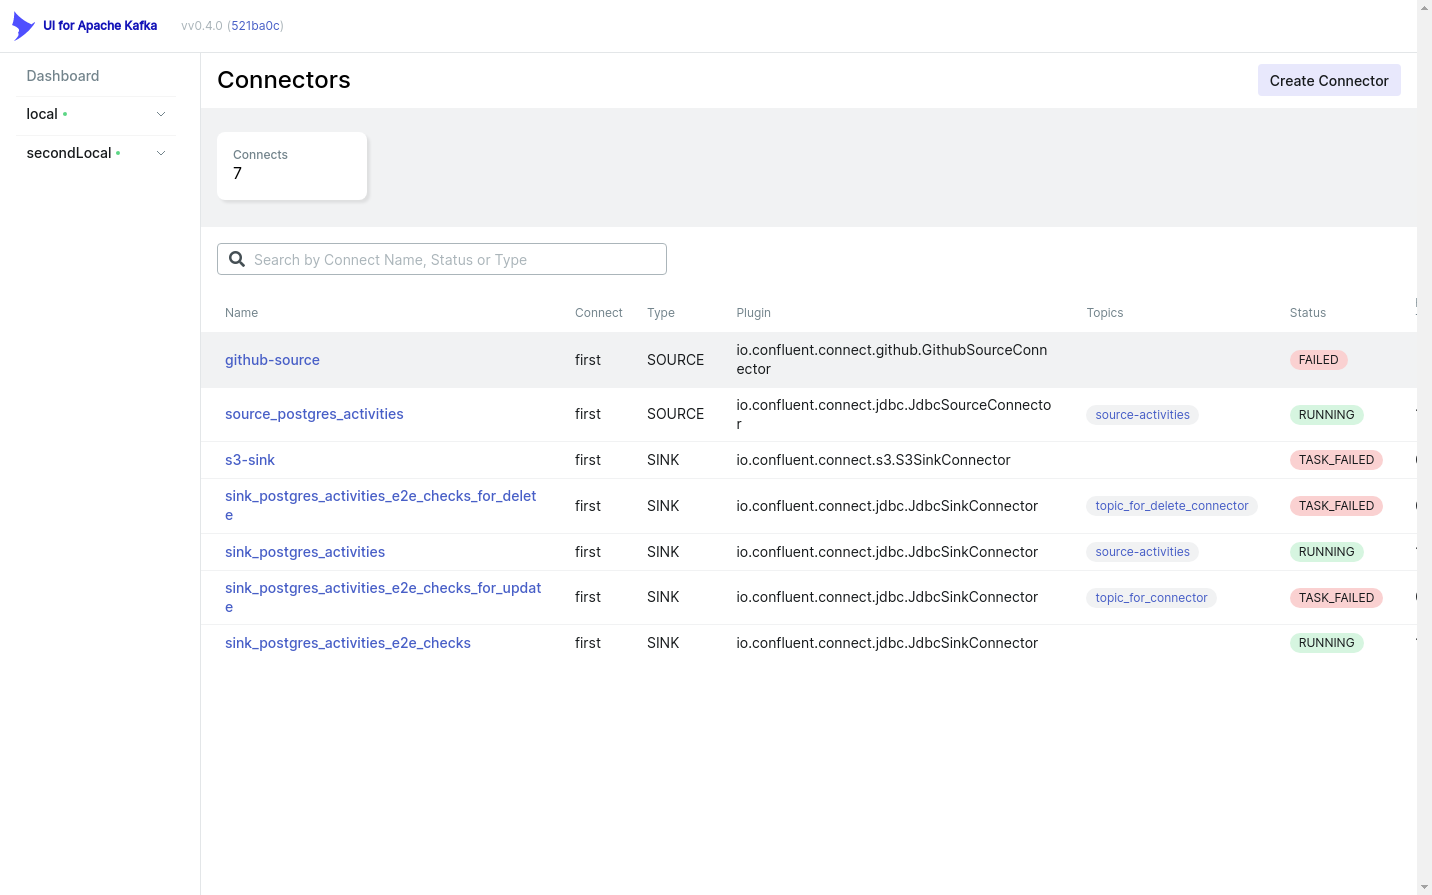 UI for Apache Kafka vv0.4.0 (521ba0c)
Dashboard
local
secondLocal
Connectors
Create Connector
Connects
7
Search by Connect Name, Status or Type
Name Connect Type Plugin Topics Status
github-source first SOURCE io.confluent.connect.github.GithubSourceConn
ector FAILED
source_postgres_activities first SOURCE io.confluent.connect.jdbc.JdbcSourceConnecto
r source-activities RUNNING
s3-sink first SINK io.confluent.connect.s3.S3SinkConnector TASK_FAILED
sink_postgres_activities_e2e_checks_for_delet
e first SINK io.confluent.connect.jdbc.JdbcSinkConnector topic_for_delete_connector TASK_FAILED
sink_postgres_activities first SINK io.confluent.connect.jdbc.JdbcSinkConnector source-activities RUNNING
sink_postgres_activities_e2e_checks_for_updat
e first SINK io.confluent.connect.jdbc.JdbcSinkConnector topic_for_connector TASK_FAILED
sink_postgres_activities_e2e_checks first SINK io.confluent.connect.jdbc.JdbcSinkConnector RUNNING